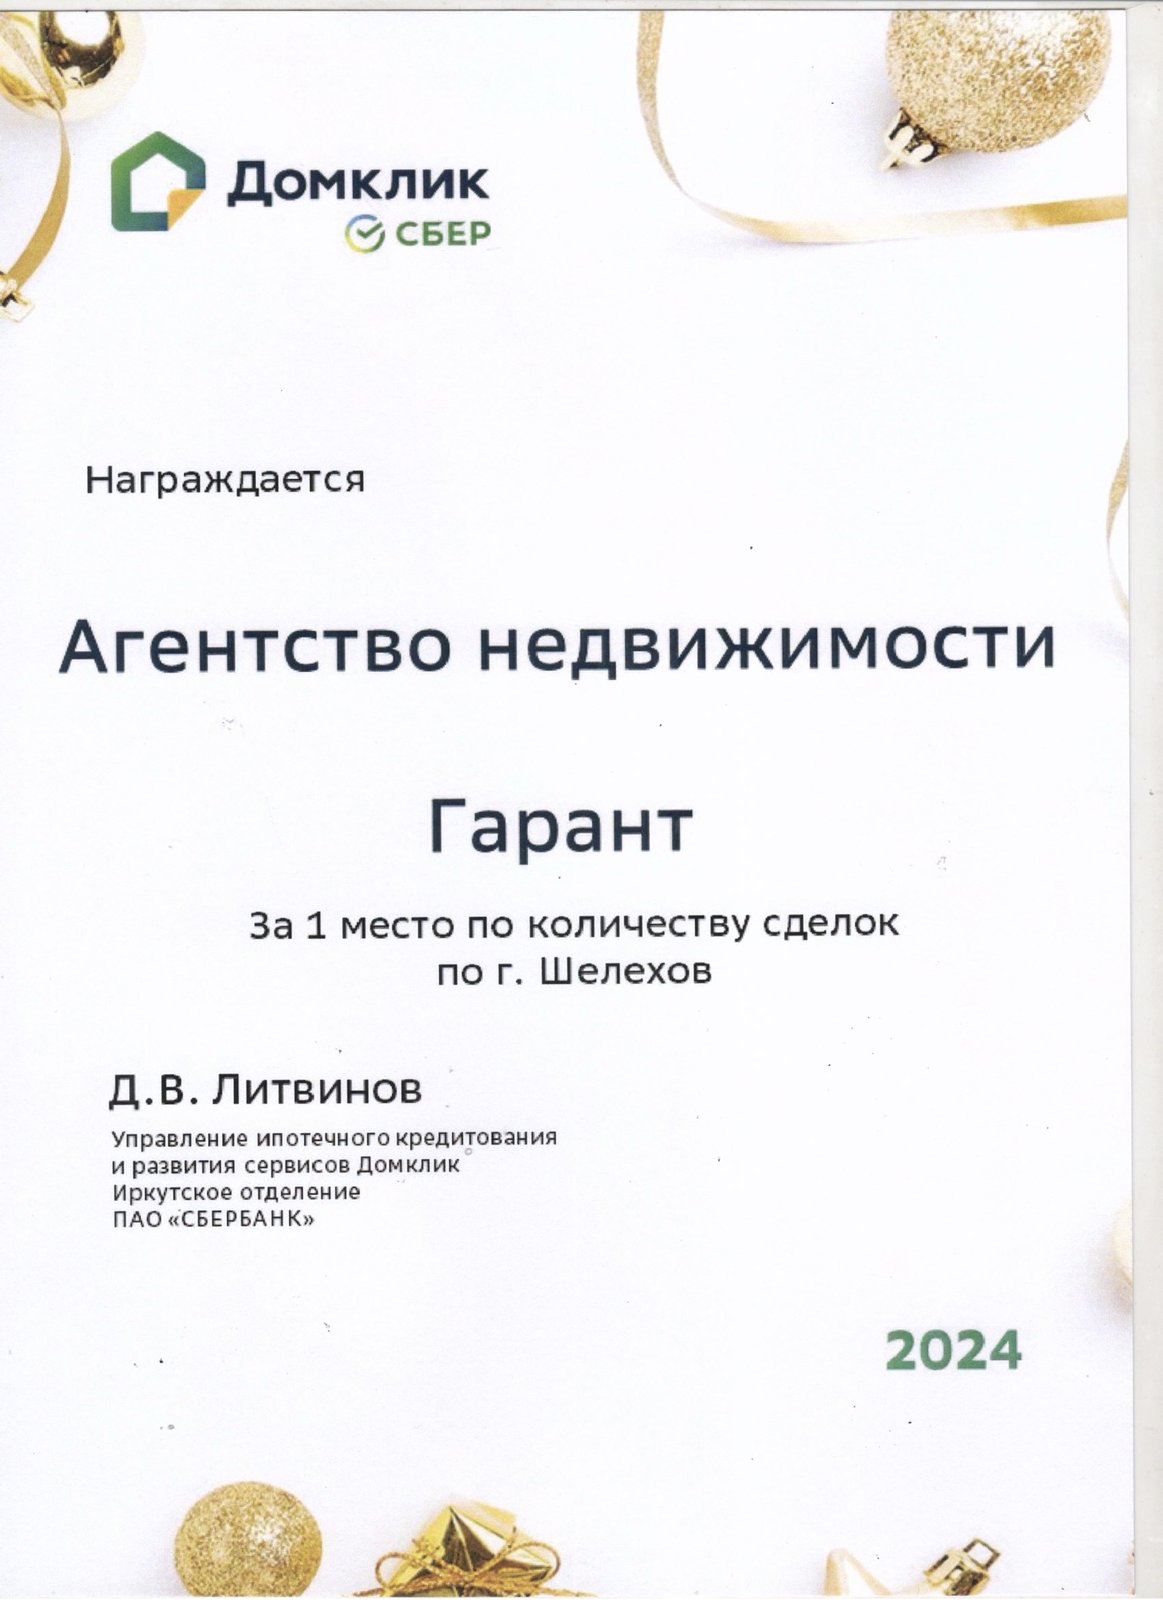 Домклик
СБЕР
Награждается
Агентство недвижимости
Гарант
За 1 место по количеству сделок
по г. Шелехов
Д.В. Литвинов
Управление ипотечного кредитования
и развития сервисов Домклик
Иркутское отделение
ПАО «СБЕРБАНК»
2024